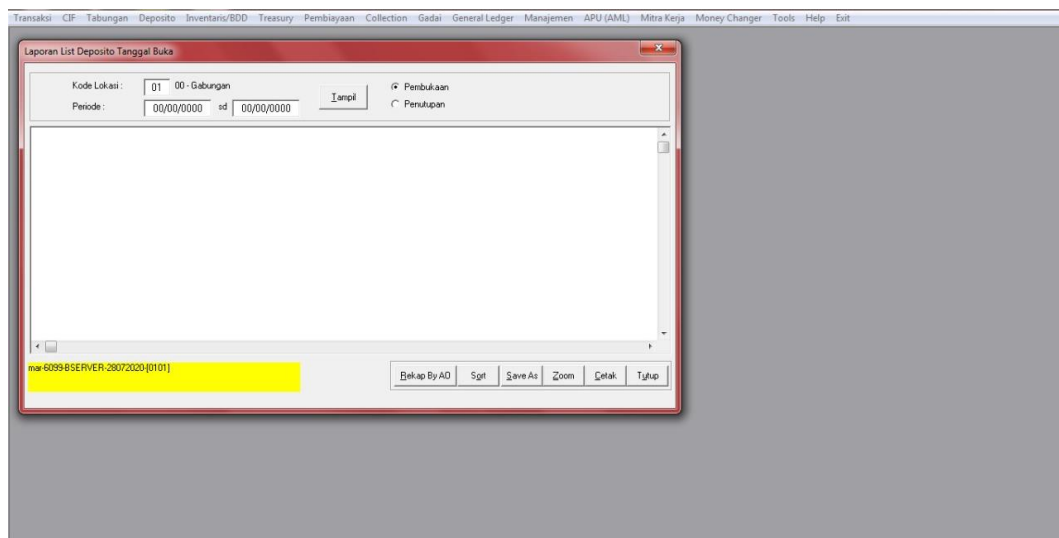 Transaksi CIF Tabungan Deposito Inventaris/BDD Treasury Pembiayaan Collection Gadai General Ledger Manajemen APU (AML) Mitra Kerja Money Changer Tools Help Exit
Laporan List Deposito Tanggal Buka
Kode Lokasi : 01 00 - Gabungan
Periode : 00/00/0000 sd 00/00/0000
Tampil
Pembukaan
Penutupan
mar-6099-BSERVER-28072020-[0101]
Rekap By AO Sort Save As Zoom Cetak Tutup